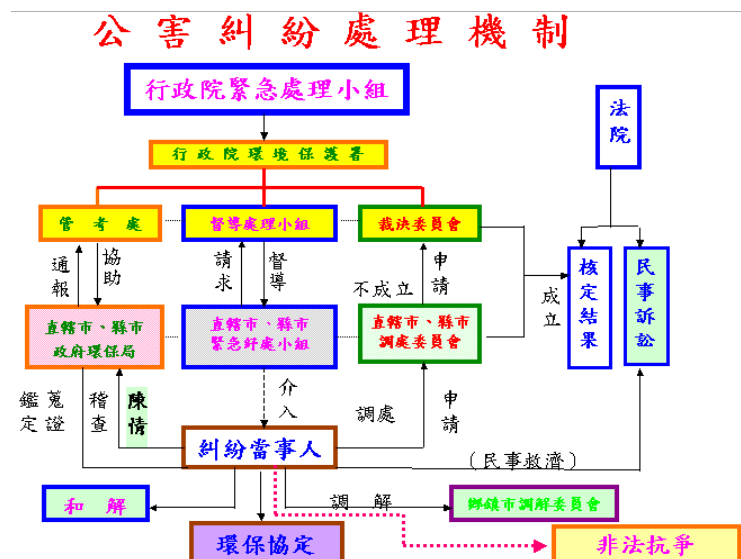 公害糾紛處理機制
行政院緊急處理小組
法院
行政院環境保護署
管考處
督導處理小組
裁決委員會
通報
協助
請求
督導
不成立
申請
成立
核定結果
民事訴訟
直轄市、縣市
政府環保局
直轄市、縣市
緊急紓處小組
直轄市、縣市
調處委員會
鑑定
蒐證
稽查
陳情
介入
調處
申請
糾紛當事人
(民事救濟)
和解
調解
鄉鎮市調解委員會
環保協定
非法抗爭